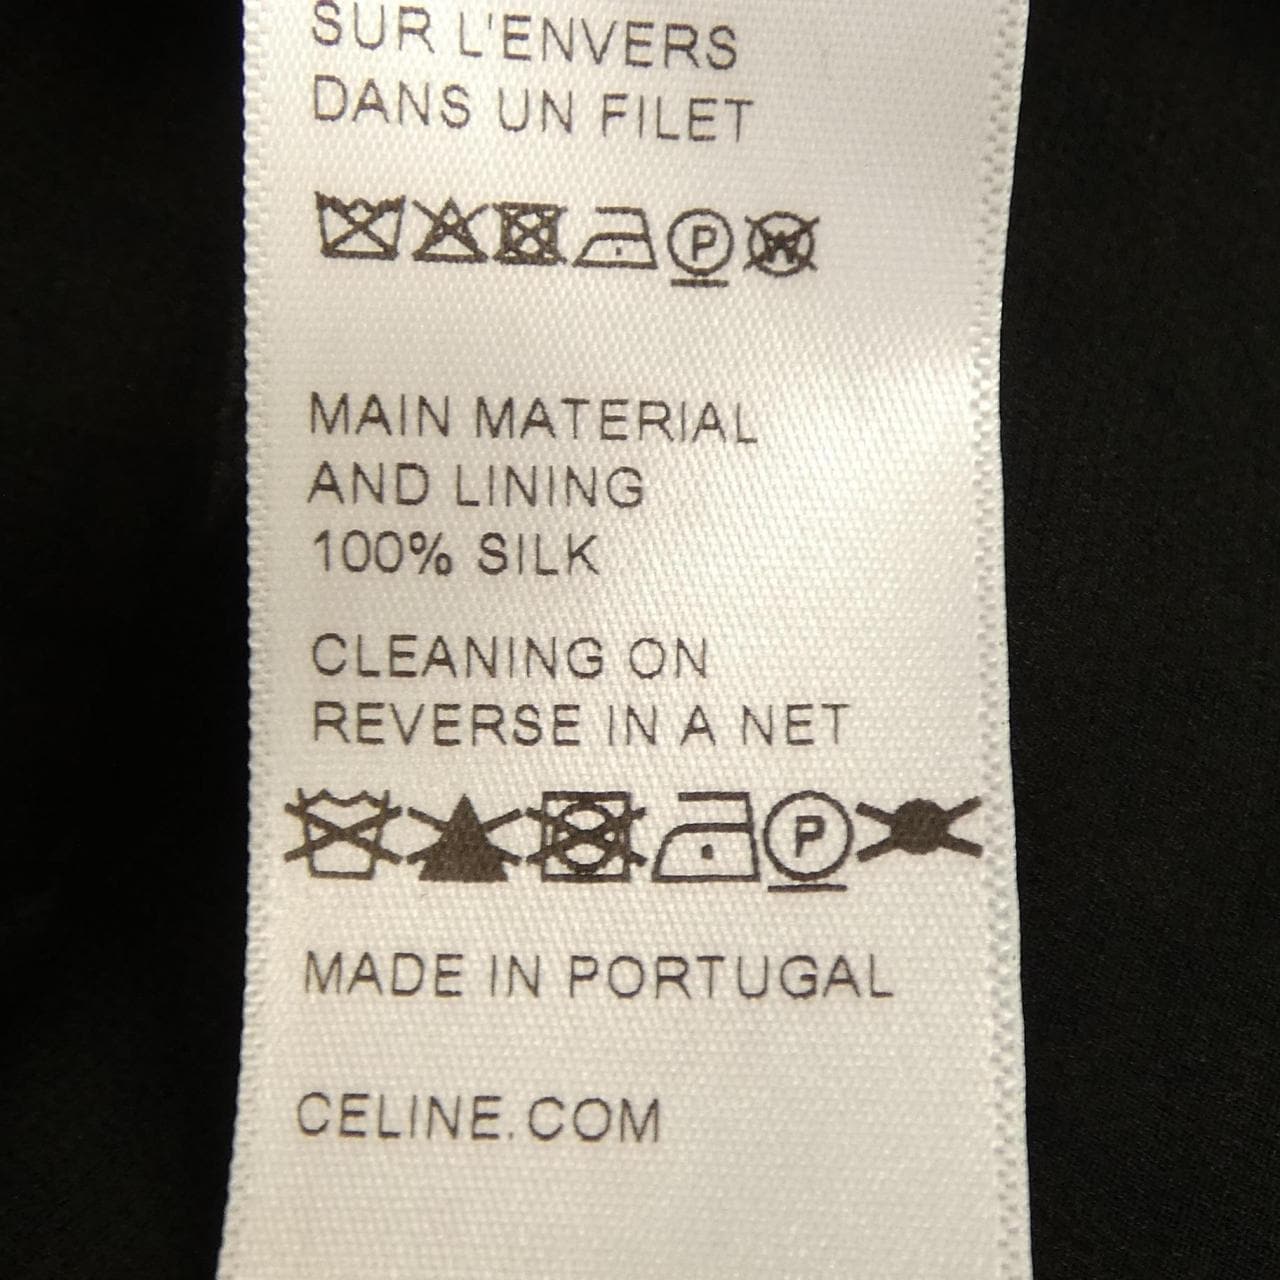 SUR L'ENVERS
DANS UN FILET
P W
MAIN MATERIAL
AND LINING
100% SILK
CLEANING ON
REVERSE IN A NET
P
MADE IN PORTUGAL
CELINE.COM